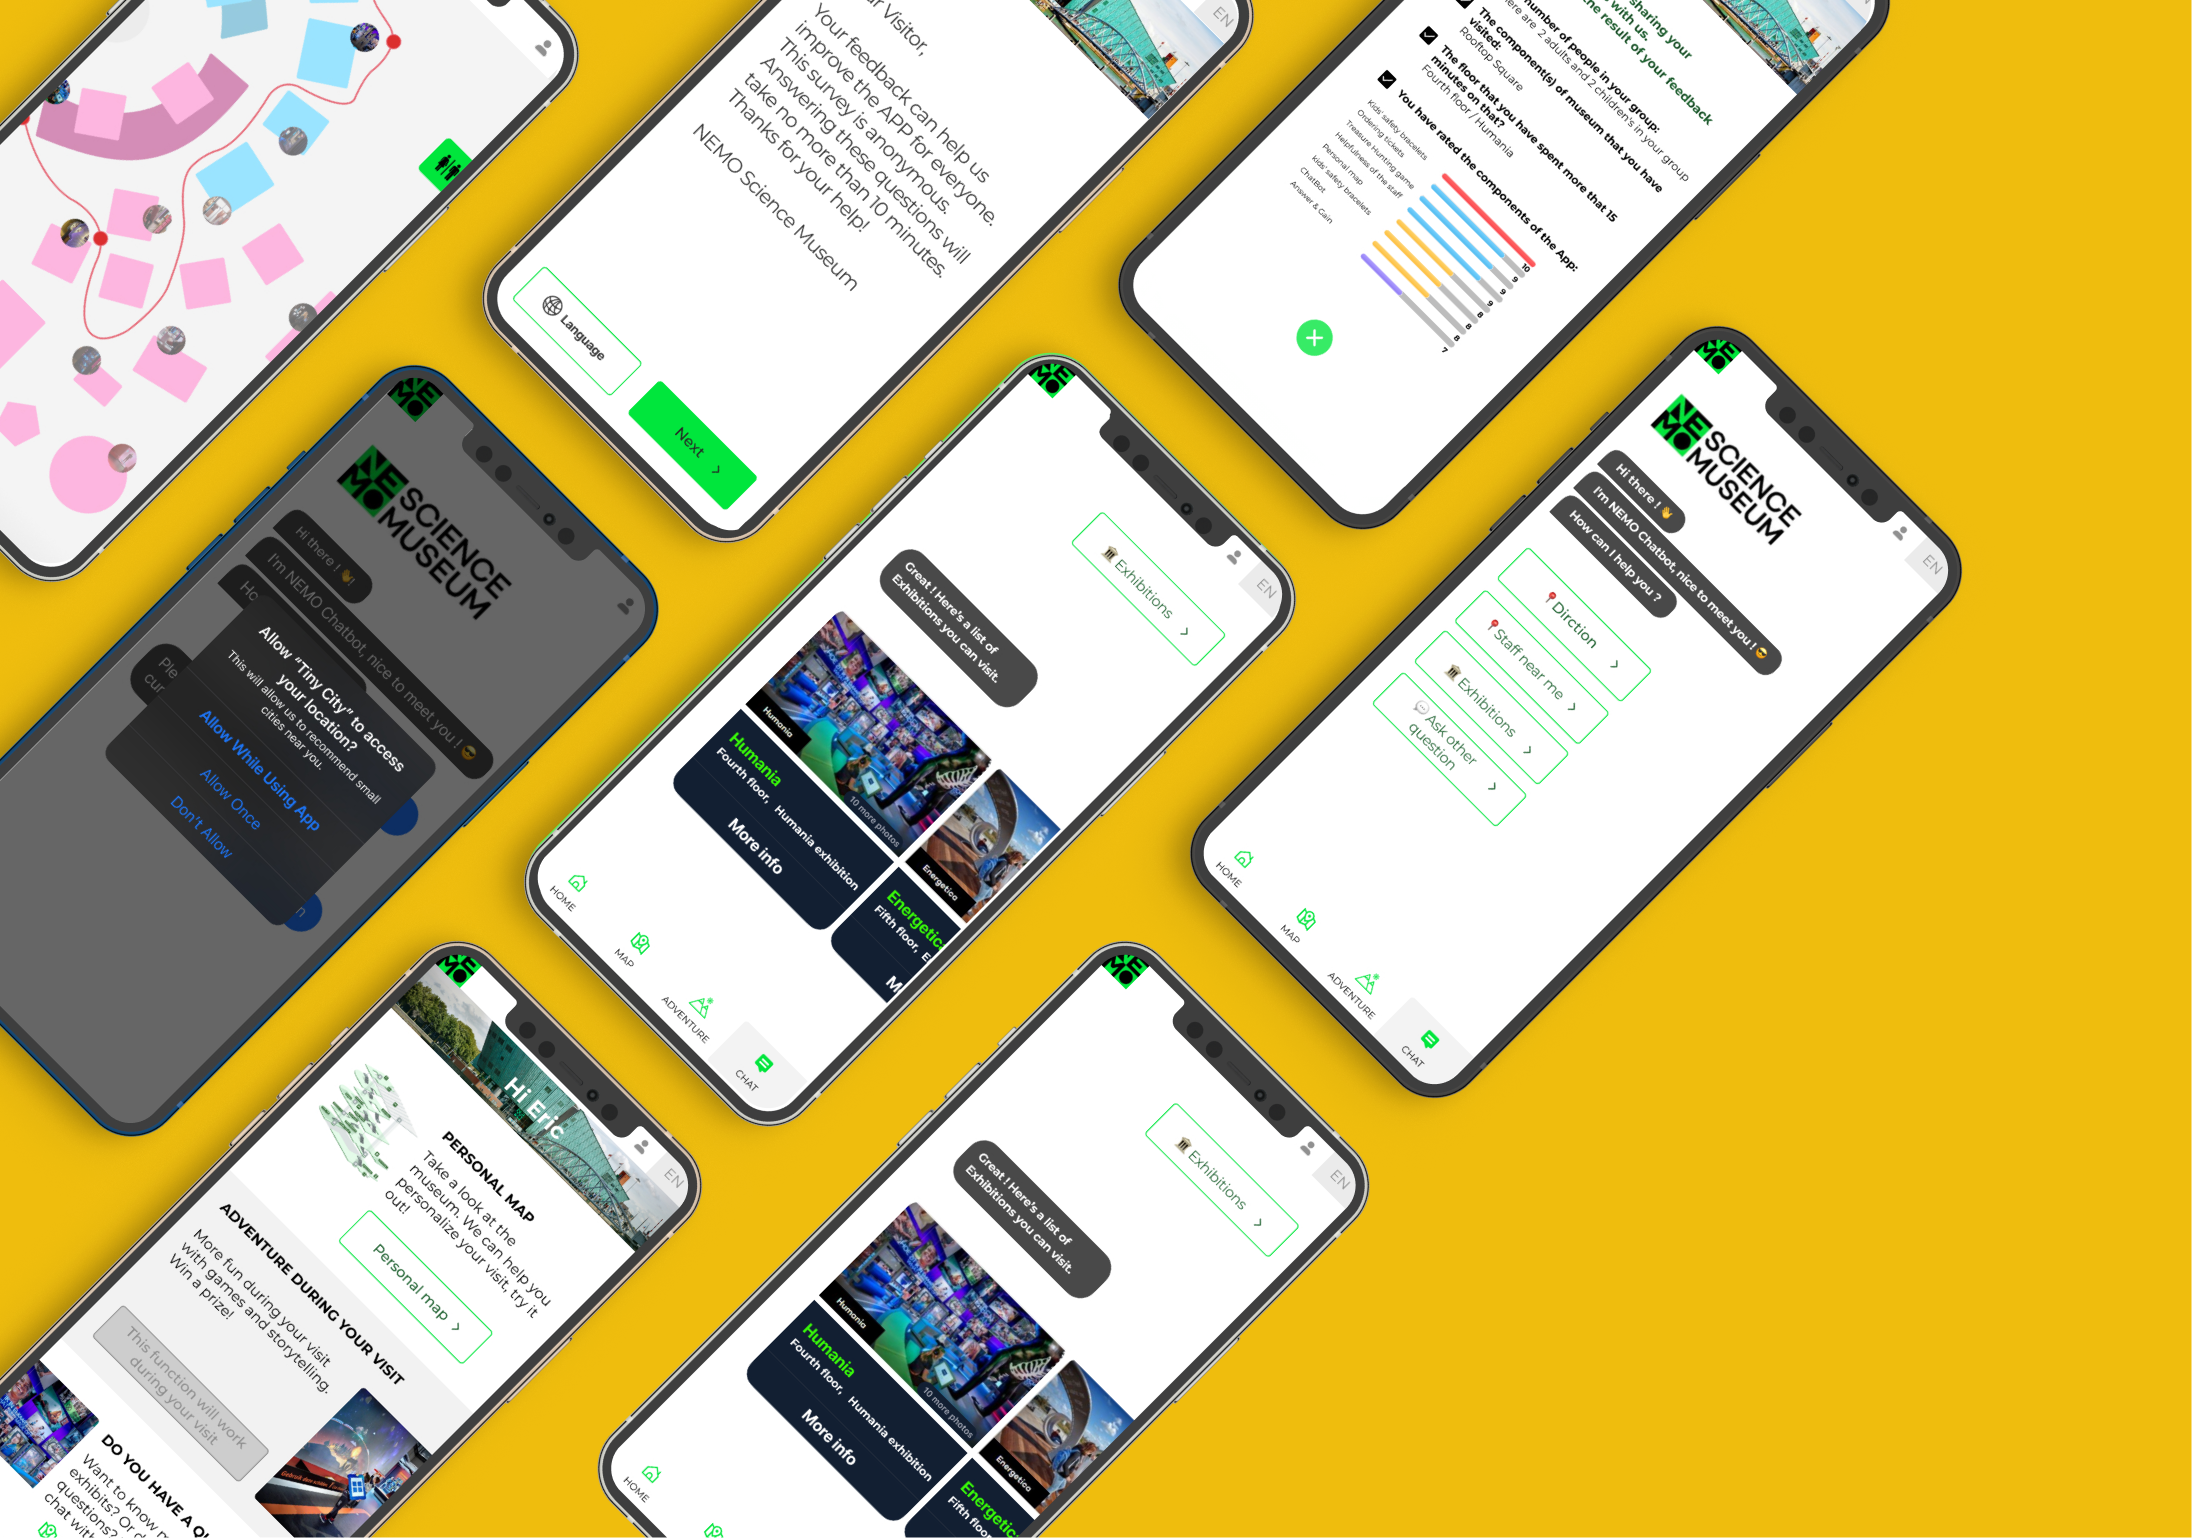 ur Visitor,
Your feedback can help us
improve the APP for everyone.
This survey is anonymous.
Answering these questions will
take no more than 10 minutes.
Thanks for your help!
NEMO Science Museum
Language
Next
EN
sharing your
with us.
the result of your feedback
number of people in your group:
ere are 2 adults and 2 children's in your group
The component(s) of museum that you have
visited:
Rooftop Square
The floor that you have spent more that 15
minutes on that?
Fourth floor / Humania
You have rated the components of the App:
Kids' safety bracelets
Ordering tickets
Treasure Hunting game
Helpfulness of the staff
Personal map
kids' safety bracelets
ChatBot
Answer & Gain
10
9
9
9
8
8
8
7
NEMO
NEMO SCIENCE
MUSEUM
Hi there !
I'm NEMO Chatbot, nice to meet you !
Ho
Ple
cur
Allow “Tiny City” to access
your location?
This will allow us to recommend small
cities near you.
Allow While Using App
Allow Once
Don't Allow
n
NEMO
EN
Exhibitions
Great ! Here's a list of
Exhibitions you can visit.
Humania
10 more photos
Humania
Fourth floor, Humania exhibition
More info
Energetica
Energetic
Fifth floor, E
M
HOME
MAP
ADVENTURE
CHAT
NEMO
EN
NEMO SCIENCE
MUSEUM
Hi there !
I'm NEMO Chatbot, nice to meet you !
How can I help you ?
Dirction
Staff near me
Exhibitions
Ask other
question
HOME
MAP
ADVENTURE
CHAT
NEMO
EN
Hi Eric
PERSONAL MAP
Take a look at the
museum. We can help you
personalize your visit, try it
out!
Personal map
ADVENTURE DURING YOUR VISIT
More fun during your visit
with games and storytelling.
Win a prize!
This function will work
during your visit
DO YOU HAVE A QU
Want to know m
exhibits? Or d
questions?
chat with
NEMO
EN
Exhibitions
Great ! Here's a list of
Exhibitions you can visit.
Humania
10 more photos
Humania
Fourth floor, Humania exhibition
More info
Energetica
Energetic
Fifth floor
HOME